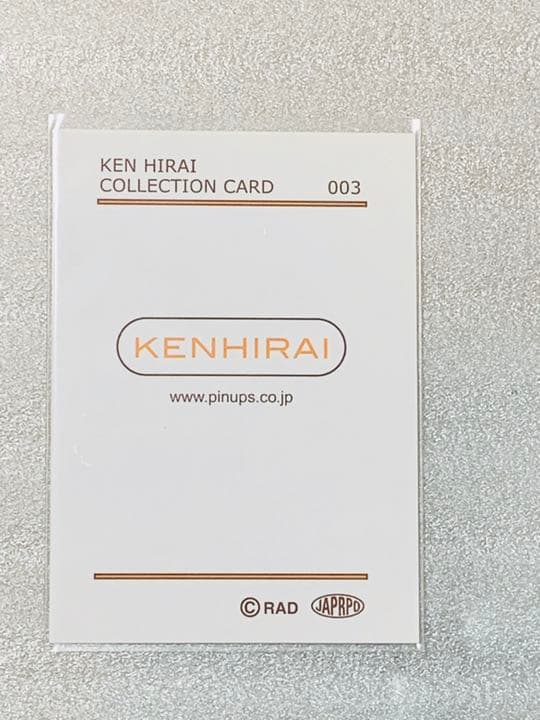 KEN HIRAI
COLLECTION CARD 003
KENHIRAI
www.pinups.co.jp
©RAD JAPRPO